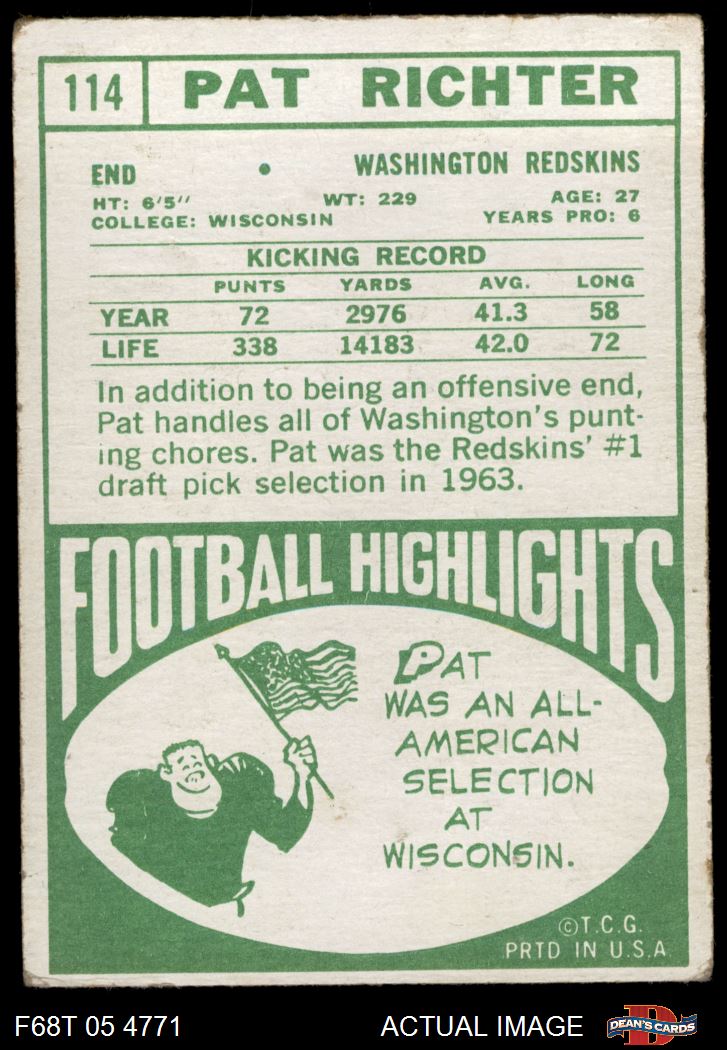 114 PAT RICHTER
END • WASHINGTON REDSKINS
HT: 6'5" WT: 229 AGE: 27
COLLEGE: WISCONSIN YEARS PRO: 6
KICKING RECORD
PUNTS YARDS AVG. LONG
YEAR 72 2976 41.3 58
LIFE 338 14183 42.0 72
In addition to being an offensive end,
Pat handles all of Washington's punt-
ing chores. Pat was the Redskins' #1
draft pick selection in 1963.
FOOTBALL HIGHLIGHTS
PAT
WAS AN ALL-
AMERICAN
SELECTION
AT
WISCONSIN.
©T.C.G.
PRTD IN U.S.A
F68T 05 4771 ACTUAL IMAGE DEAN'S CARDS